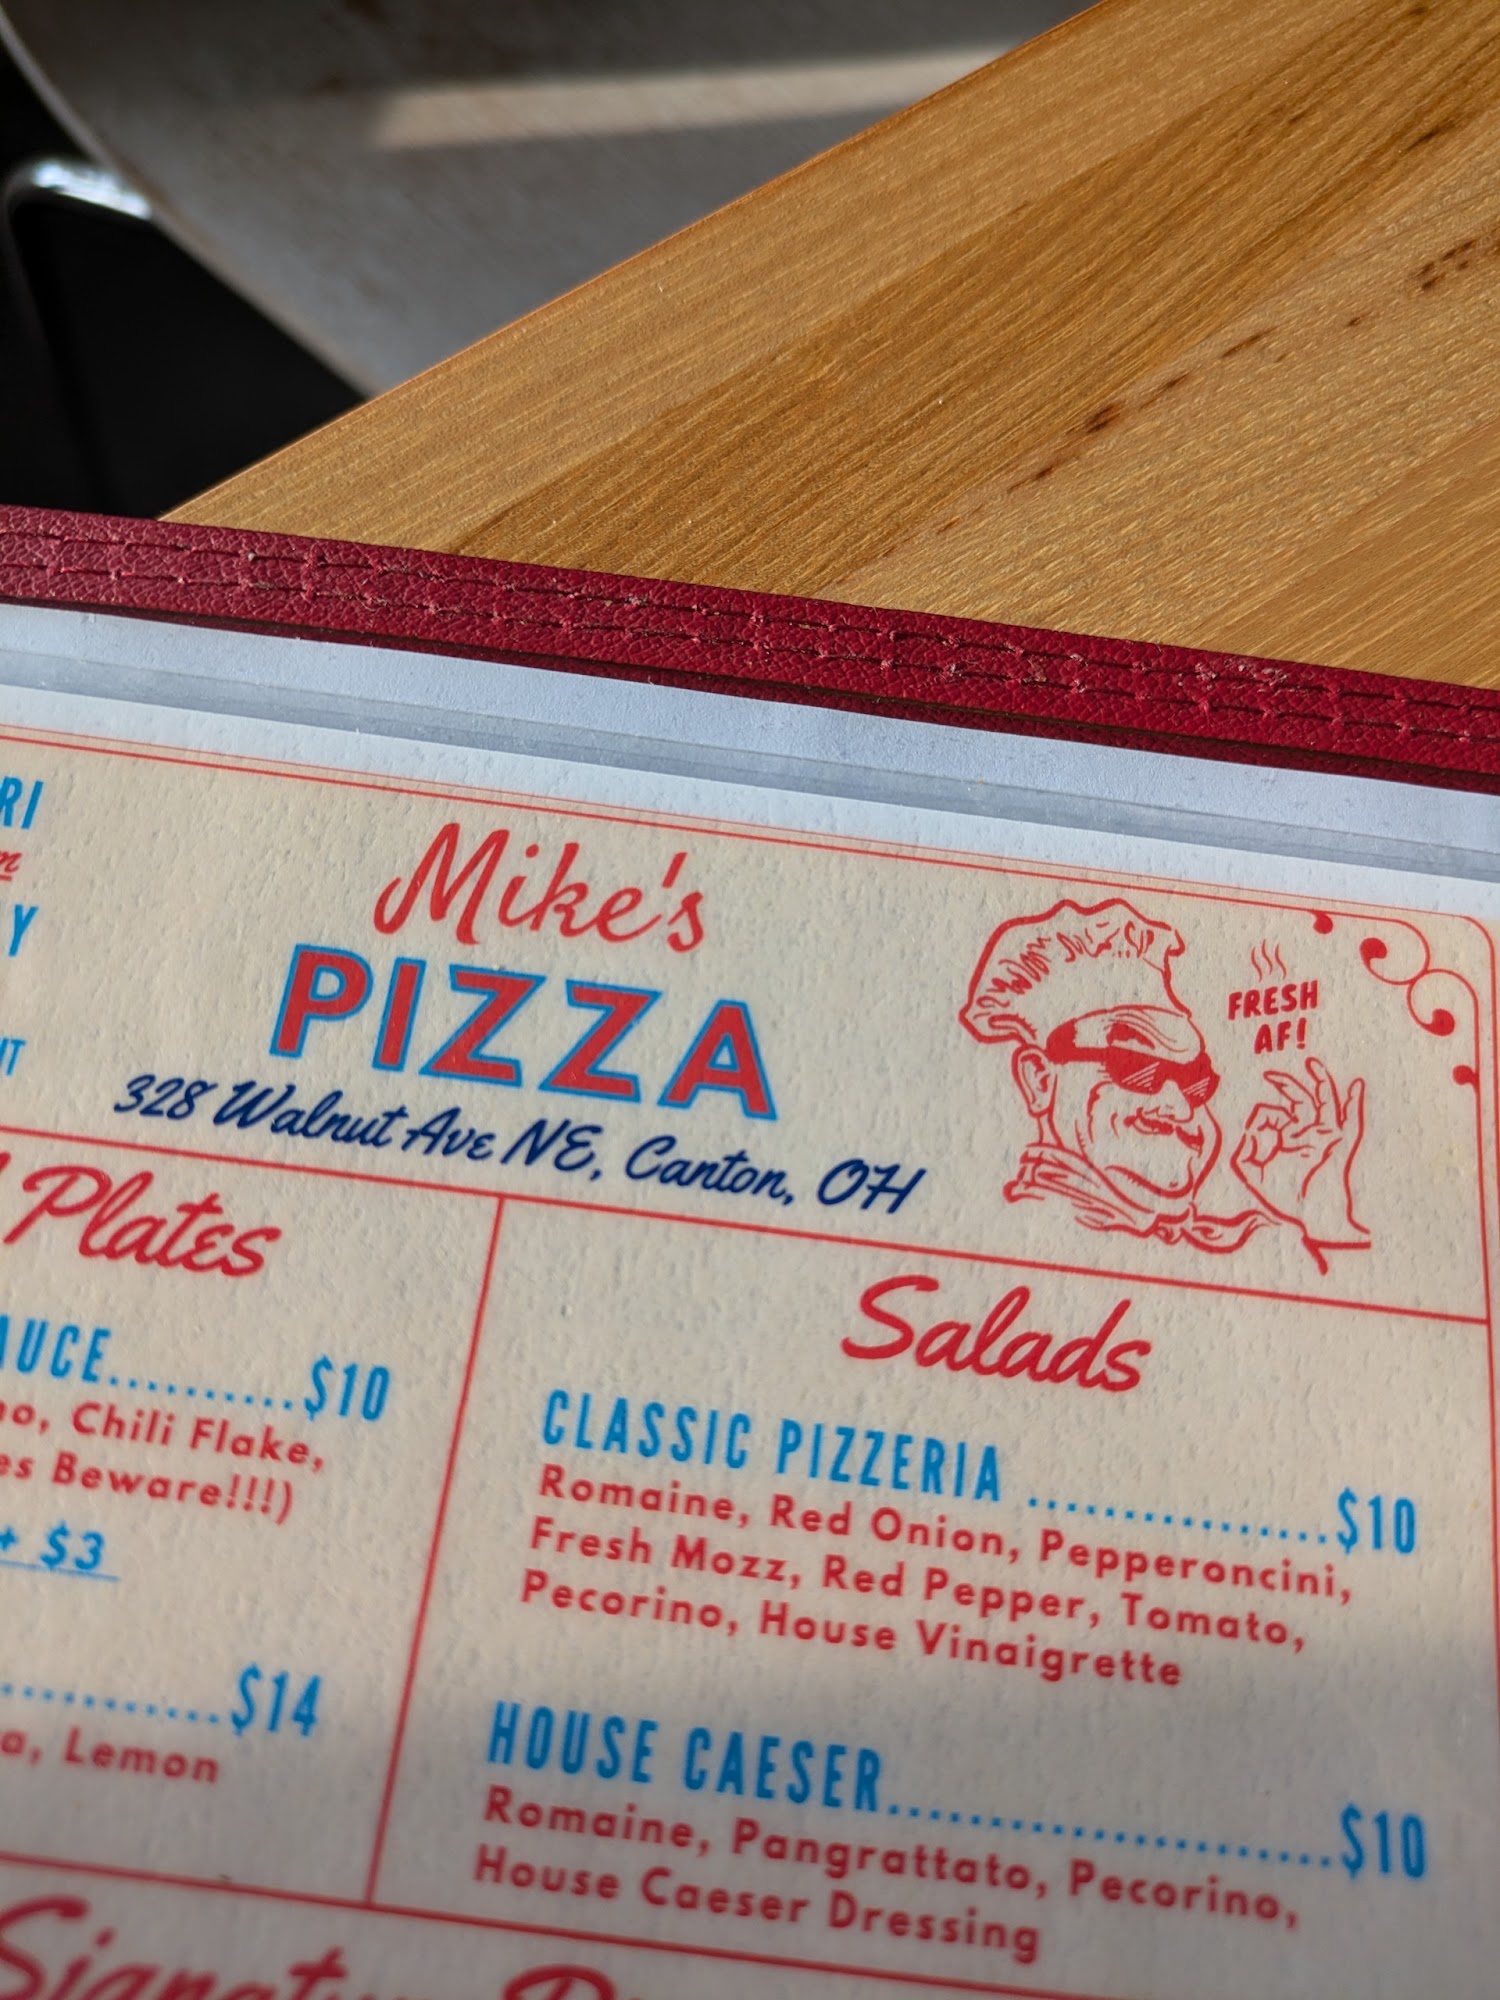 RI
Y
Mike's
PIZZA
328 Walnut Ave NE, Canton, OH
FRESH
AF!
Plates
AUCE..........$10
o, Chili Flake,
es Beware!!!)
+ $3
$14
a, Lemon
Salads
CLASSIC PIZZERIA ................$10
Romaine, Red Onion, Pepperoncini,
Fresh Mozz, Red Pepper, Tomato,
Pecorino, House Vinaigrette
HOUSE CAESER........................$10
Romaine, Pangrattato, Pecorino,
House Caeser Dressing